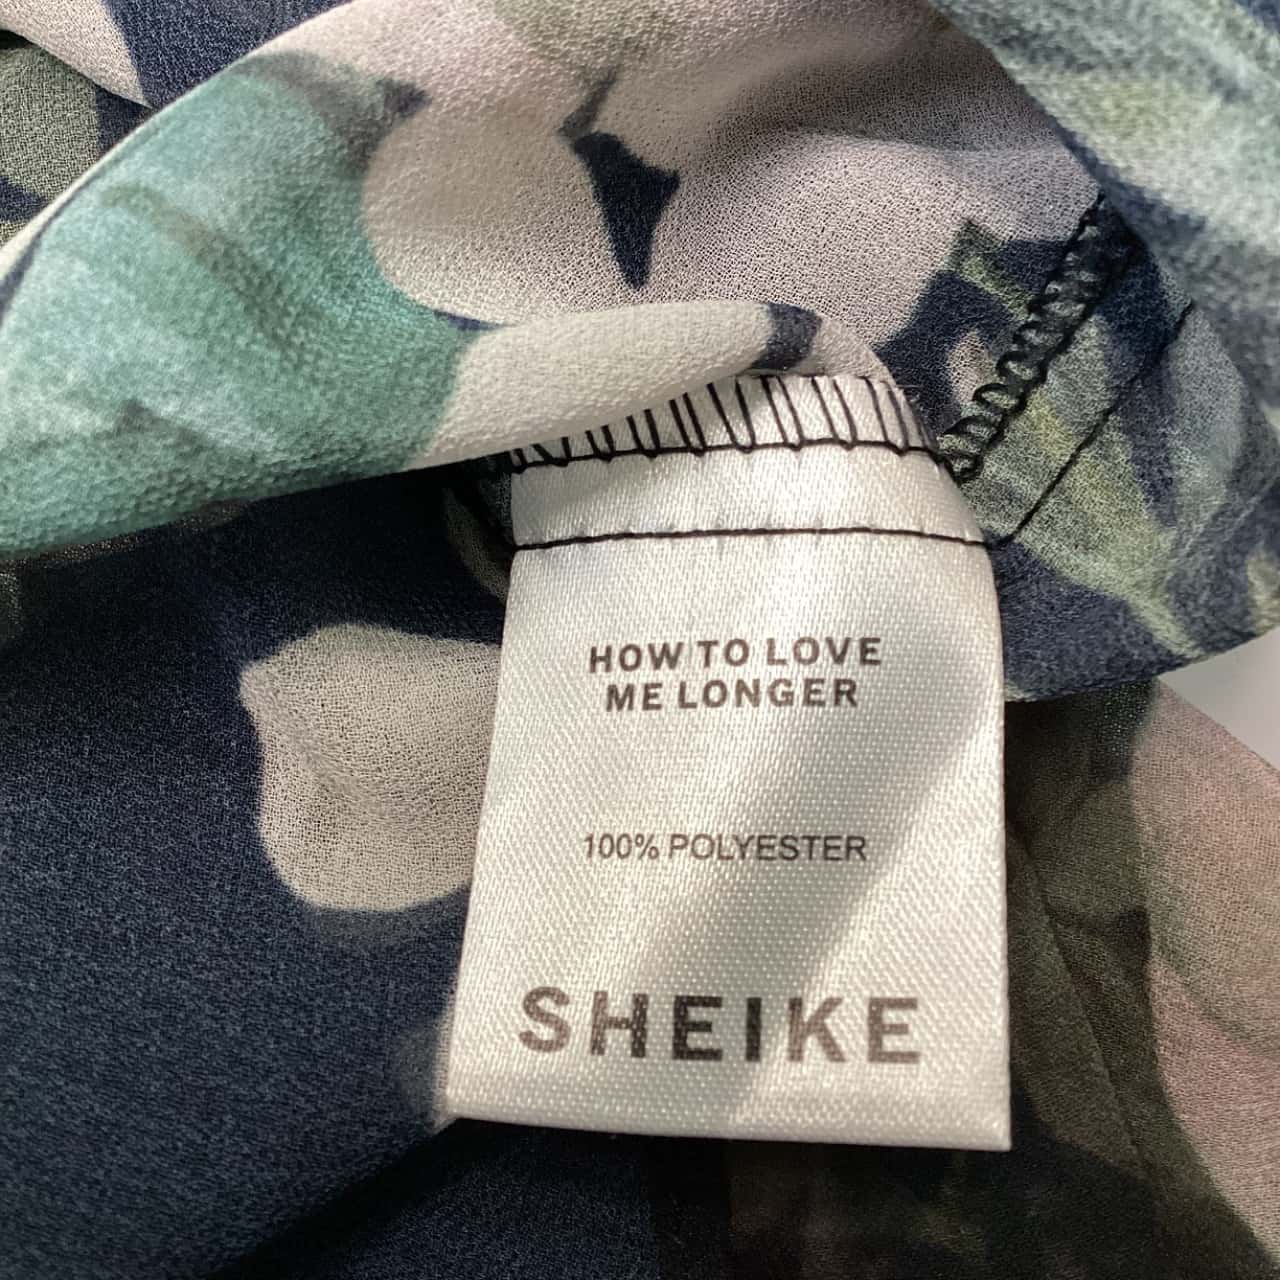 HOW TO LOVE
ME LONGER
100% POLYESTER
SHEIKE